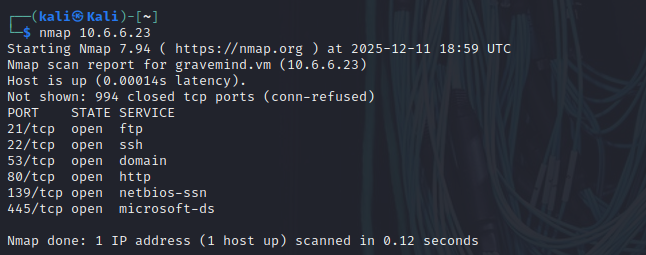 ┌──(kali㉿Kali)-[~]
└─$ nmap 10.6.6.23
Starting Nmap 7.94 ( https://nmap.org ) at 2025-12-11 18:59 UTC
Nmap scan report for gravemind.vm (10.6.6.23)
Host is up (0.00014s latency).
Not shown: 994 closed tcp ports (conn-refused)
PORT    STATE SERVICE
21/tcp  open  ftp
22/tcp  open  ssh
53/tcp  open  domain
80/tcp  open  http
139/tcp open  netbios-ssn
445/tcp open  microsoft-ds
Nmap done: 1 IP address (1 host up) scanned in 0.12 seconds